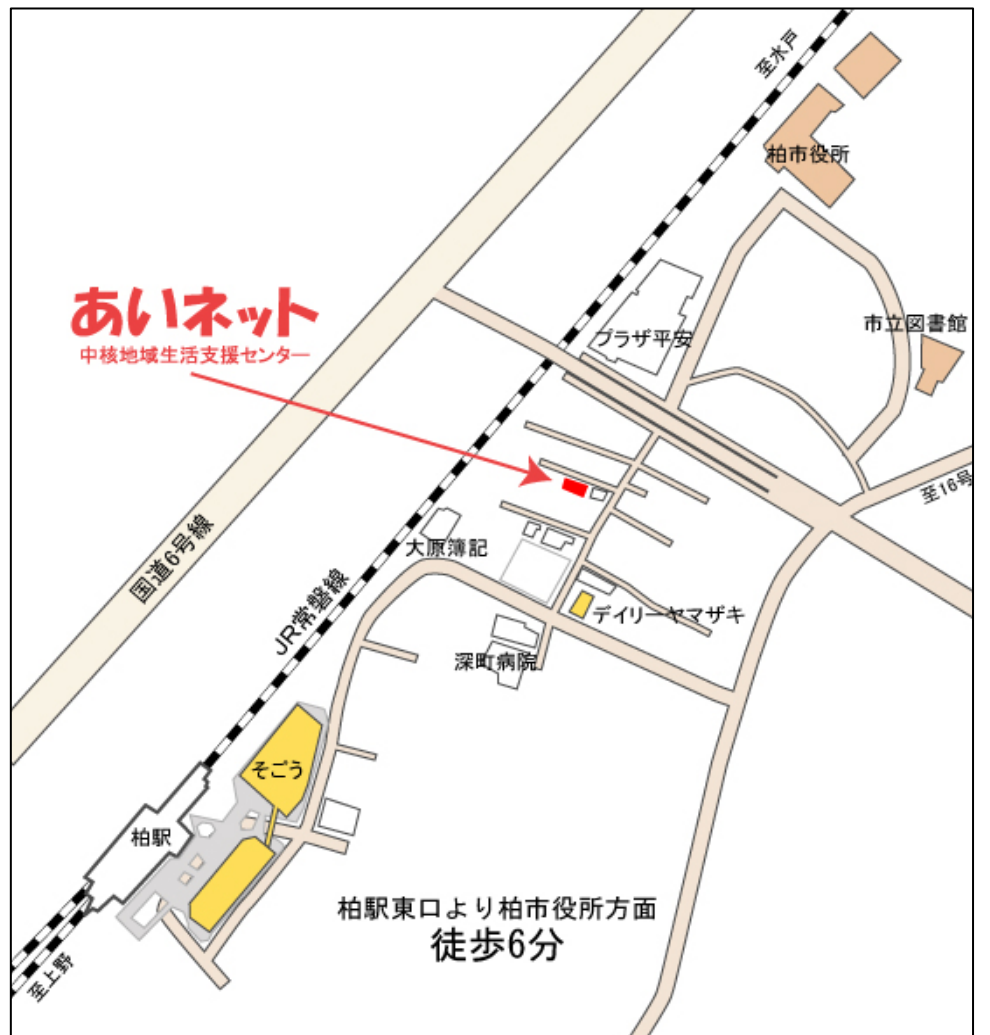 至水戸
柏市役所
あいネット
中核地域生活支援センター
プラザ平安
市立図書館
至16号
国道6号線
大原簿記
JR常磐線
デイリーヤマザキ
深町病院
そごう
柏駅
柏駅東口より柏市役所方面
徒歩6分
至上野